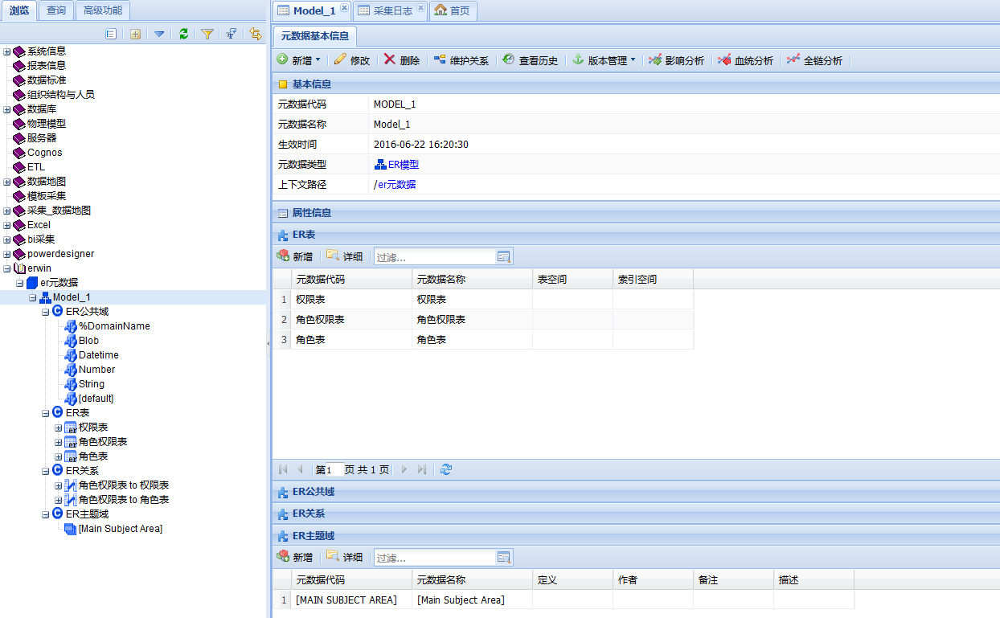 浏览 查询 高级功能
系统信息
报表信息
数据标准
组织结构与人员
数据库
物理模型
服务器
Cognos
ETL
数据地图
模板采集
采集_数据地图
Excel
bi采集
powerdesigner
erwin
er元数据
Model_1
ER公共域
%DomainName
Blob
Datetime
Number
String
[default]
ER表
权限表
角色权限表
角色表
ER关系
角色权限表 to 权限表
角色权限表 to 角色表
ER主题域
[Main Subject Area]
Model_1 采集日志 首页
元数据基本信息
新增 修改 删除 维护关系 查看历史 版本管理 影响分析 血统分析 全链分析
基本信息
元数据代码 MODEL_1
元数据名称 Model_1
生效时间 2016-06-22 16:20:30
元数据类型 ER模型
上下文路径 /er元数据
属性信息
ER表
新增 详细 过滤...
元数据代码 元数据名称 表空间 索引空间
1 权限表 权限表
2 角色权限表 角色权限表
3 角色表 角色表
第1 页 共 1 页
ER公共域
ER关系
ER主题域
新增 详细 过滤...
元数据代码 元数据名称 定义 作者 备注 描述
1 [MAIN SUBJECT AREA] [Main Subject Area]